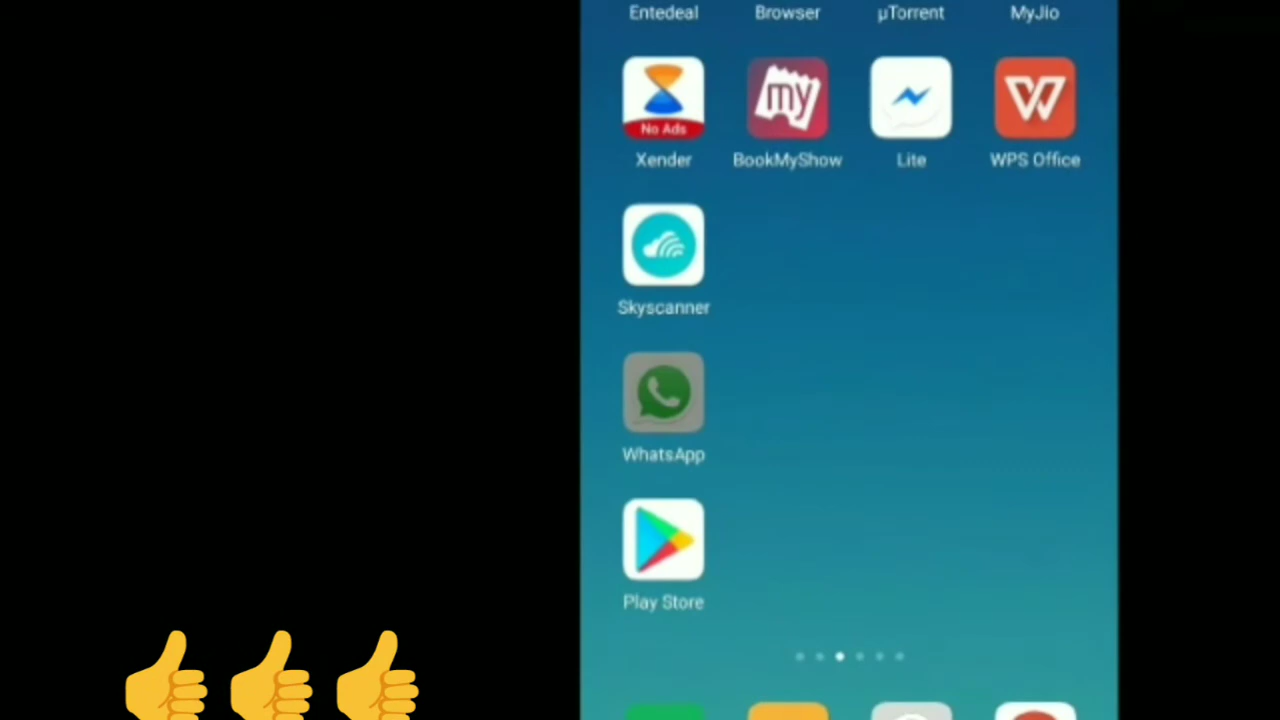 Entedeal Browser µTorrent MyJio
No Ads my W
Xender BookMyShow Lite WPS Office
Skyscanner
WhatsApp
Play Store